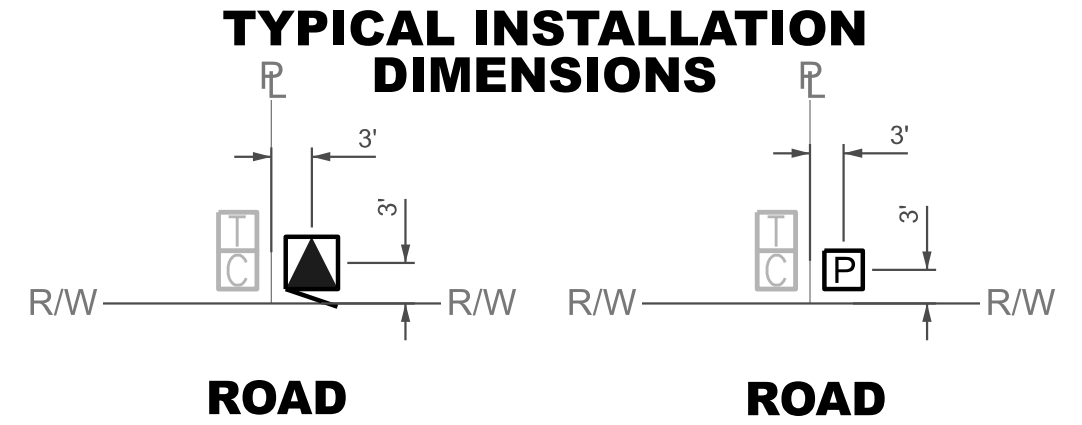 TYPICAL INSTALLATION
DIMENSIONS
PL
PL
3'
3'
3'
3'
T
C
T
C
P
R/W
R/W
R/W
R/W
ROAD
ROAD